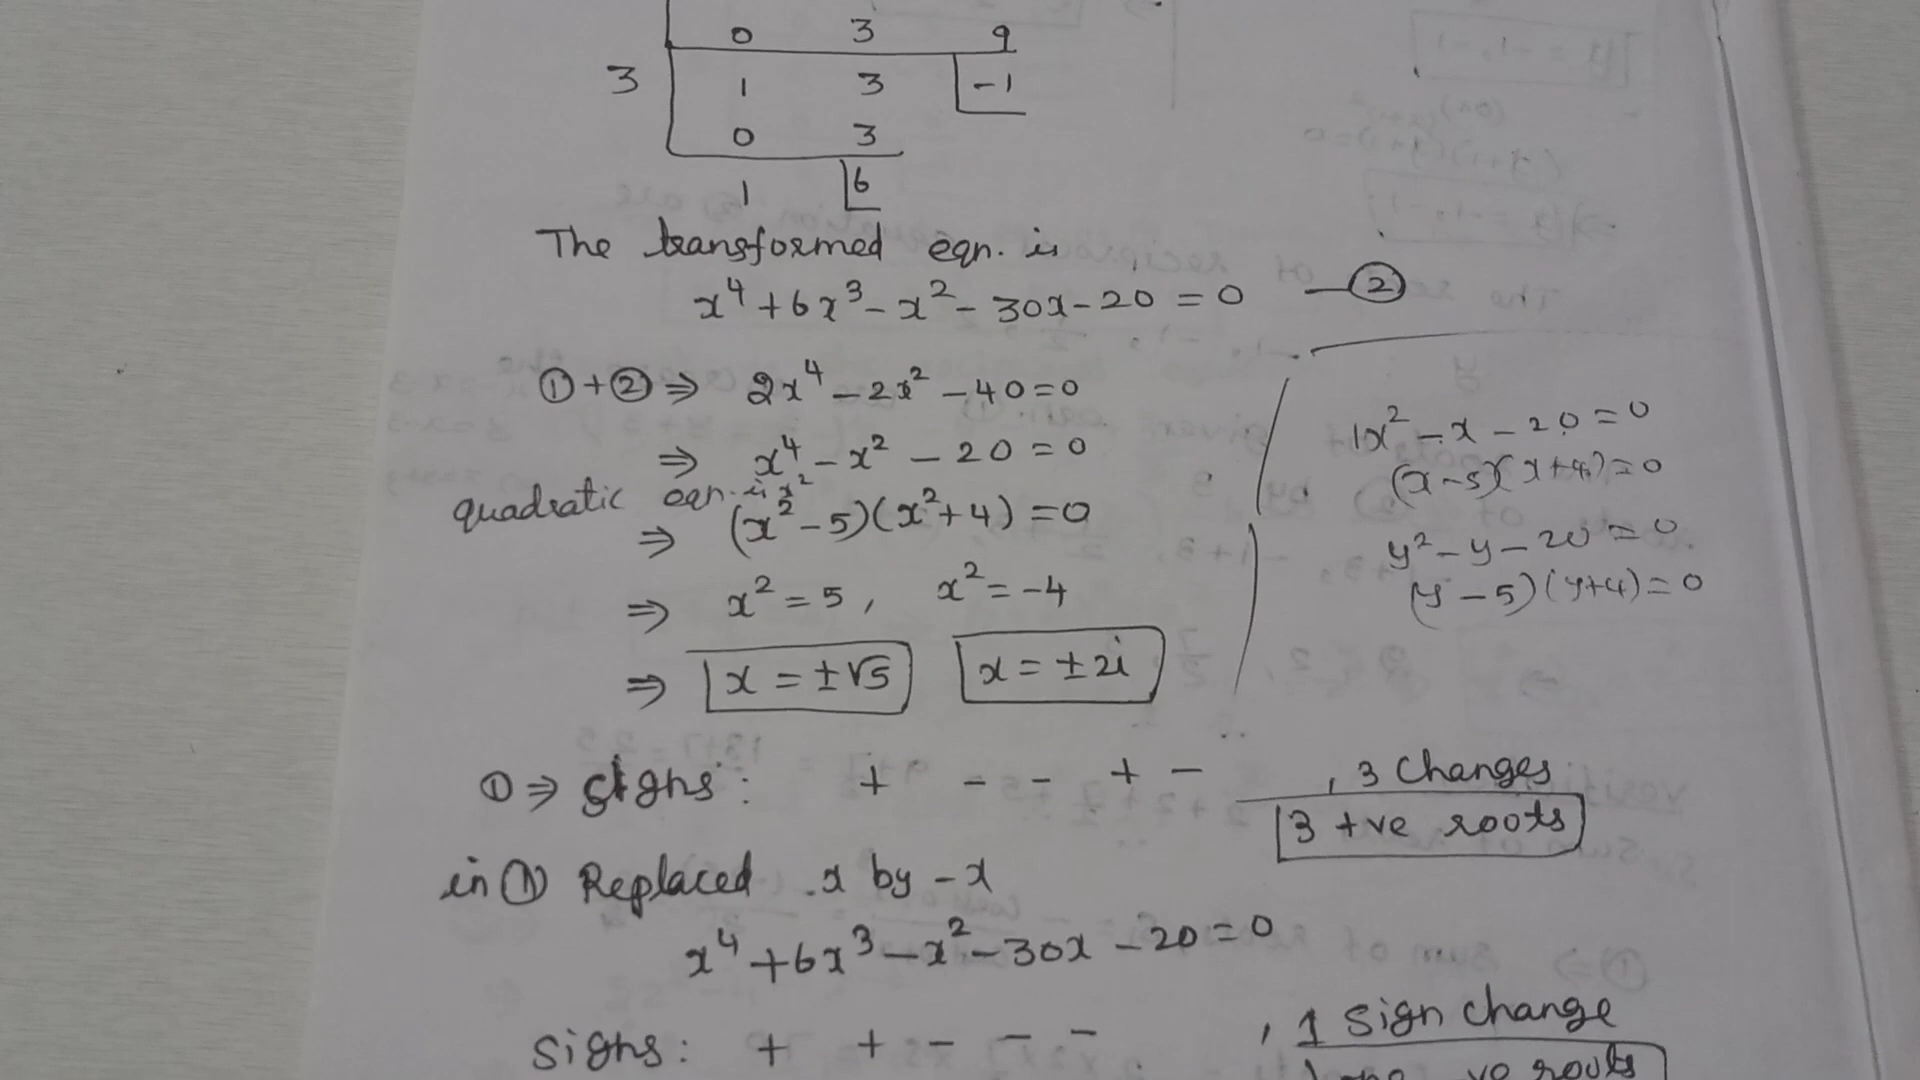 0 3 9
3 1 3 -1
0 3
1 6
The transformed eqn. is
x⁴+6x³-x²-30x-20=0 —②
①+②⇒ 2x⁴-2x²-40=0
⇒ x⁴-x²-20=0
quadratic eqn. is x²
⇒ (x²-5)(x²+4)=0
⇒ x²=5, x²=-4
⇒ x=±√5 x=±2i
1x²-x-20=0
(x-5)(x+4)=0
y²-y-20=0
(y-5)(y+4)=0
①⇒ signs: + - - + - , 3 changes
3 +ve roots
in ① Replaced x by -x
x⁴+6x³-x²-30x-20=0
signs: + + - - - , 1 sign change
roots